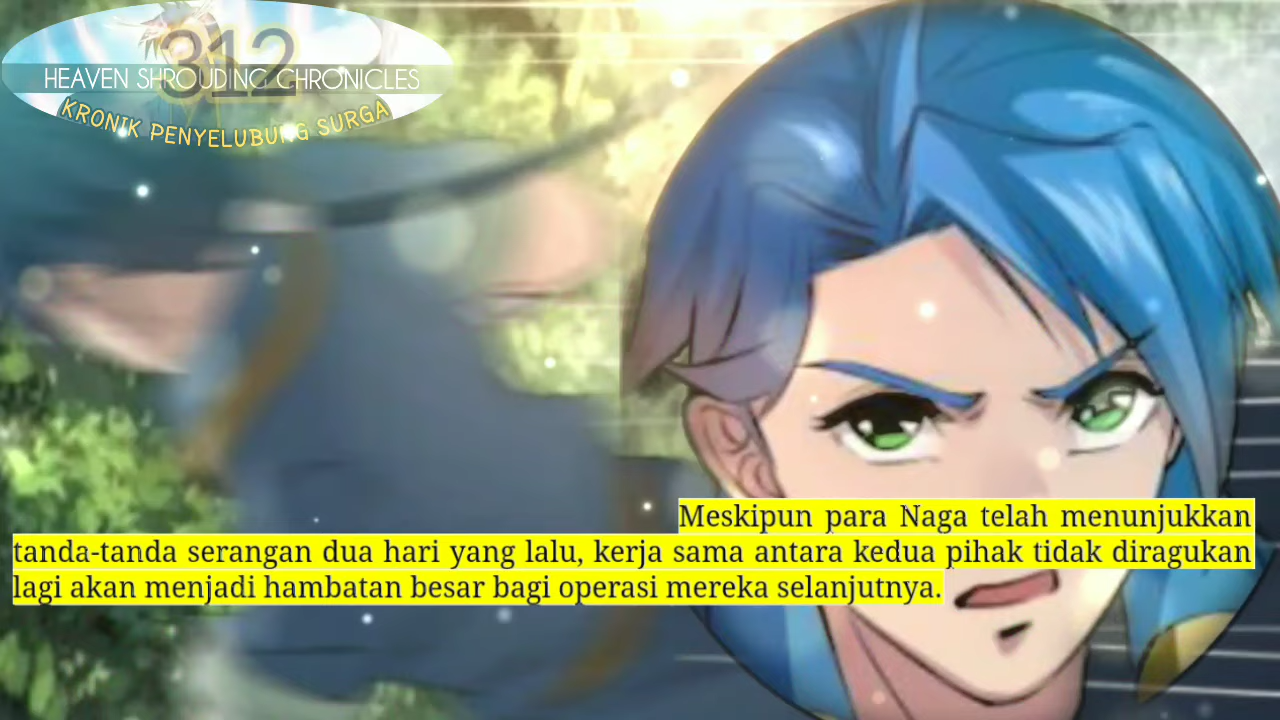 312
HEAVEN SHROUDING CHRONICLES
KRONIK PENYELUBUNG SURGA
Meskipun para Naga telah menunjukkan
tanda-tanda serangan dua hari yang lalu, kerja sama antara kedua pihak tidak diragukan
lagi akan menjadi hambatan besar bagi operasi mereka selanjutnya.